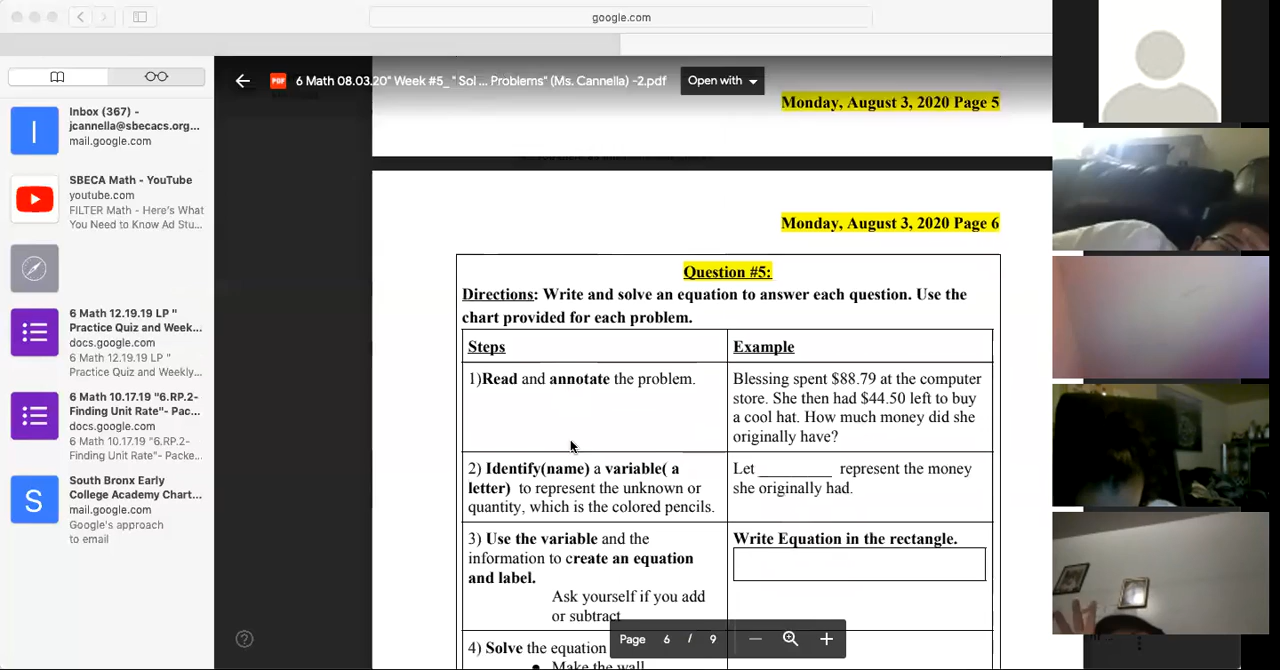 google.com
6 Math 08.03.20" Week #5_ " Sol ... Problems" (Ms. Cannella) -2.pdf
Open with
Inbox (367) -
jcannella@sbecacs.org...
mail.google.com
SBECA Math - YouTube
youtube.com
FILTER Math - Here's What
You Need to Know Ad Stu...
6 Math 12.19.19 LP "
Practice Quiz and Week...
docs.google.com
6 Math 12.19.19 LP "
Practice Quiz and Weekly...
6 Math 10.17.19 "6.RP.2-
Finding Unit Rate"- Pac...
docs.google.com
6 Math 10.17.19 "6.RP.2-
Finding Unit Rate"- Packe...
S
South Bronx Early
College Academy Chart...
mail.google.com
Google's approach
to email
Monday, August 3, 2020 Page 5
Monday, August 3, 2020 Page 6
Question #5:
Directions: Write and solve an equation to answer each question. Use the
chart provided for each problem.
Steps
Example
1)Read and annotate the problem.
Blessing spent $88.79 at the computer
store. She then had $44.50 left to buy
a cool hat. How much money did she
originally have?
2) Identify(name) a variable( a
letter) to represent the unknown or
quantity, which is the colored pencils.
Let _________ represent the money
she originally had.
3) Use the variable and the
information to create an equation
and label.
Ask yourself if you add
or subtract
Write Equation in the rectangle.
4) Solve the equation
Make the wall
Page 6 / 9